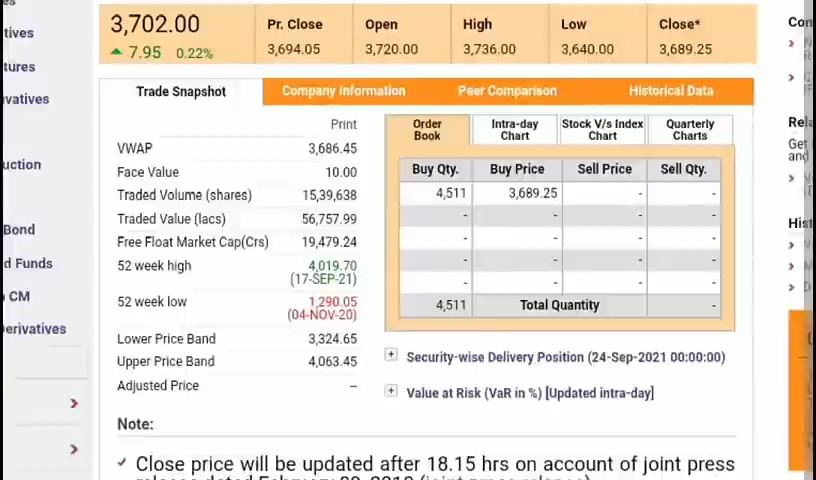 3,702.00
7.95 0.22%
Pr. Close Open High Low Close*
3,694.05 3,720.00 3,736.00 3,640.00 3,689.25
Trade Snapshot Company Information Peer Comparison Historical Data
Print
VWAP 3,686.45
Face Value 10.00
Traded Volume (shares) 15,39,638
Traded Value (lacs) 56,757.99
Free Float Market Cap(Crs) 19,479.24
52 week high 4,019.70
(17-SEP-21)
52 week low 1,290.05
(04-NOV-20)
Lower Price Band 3,324.65
Upper Price Band 4,063.45
Adjusted Price –
Order Book
Intra-day Chart
Stock V/s Index Chart
Quarterly Charts
Buy Qty. Buy Price Sell Price Sell Qty.
4,511 3,689.25 - -
- - - -
- - - -
- - - -
- - - -
4,511 Total Quantity -
Security-wise Delivery Position (24-Sep-2021 00:00:00)
Value at Risk (VaR in %) [Updated intra-day]
Note:
Close price will be updated after 18.15 hrs on account of joint press
tives
tures
vatives
uction
Bond
d Funds
CM
erivatives
Con
Rela
Get
and
Hist